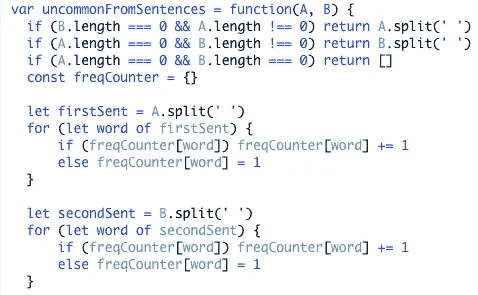 var uncommonFromSentences = function(A, B) {
    if (B.length === 0 && A.length !== 0) return A.split(' ')
    if (A.length === 0 && B.length !== 0) return B.split(' ')
    if (A.length === 0 && B.length === 0) return []
    const freqCounter = {}

    let firstSent = A.split(' ')
    for (let word of firstSent) {
        if (freqCounter[word]) freqCounter[word] += 1
        else freqCounter[word] = 1
    }

    let secondSent = B.split(' ')
    for (let word of secondSent) {
        if (freqCounter[word]) freqCounter[word] += 1
        else freqCounter[word] = 1
    }